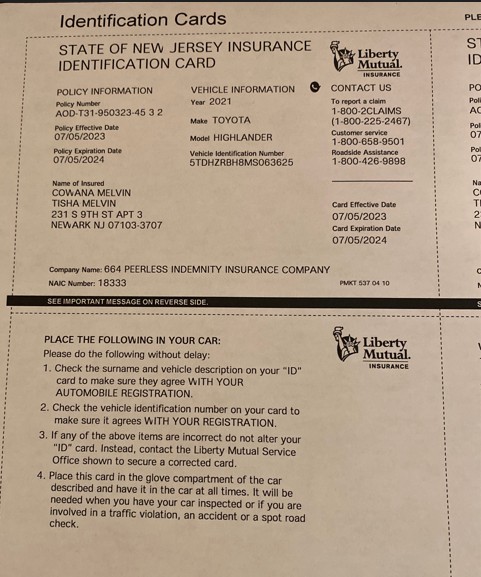 Identification Cards
PLE
STATE OF NEW JERSEY INSURANCE
IDENTIFICATION CARD
Liberty
Mutual.
INSURANCE
POLICY INFORMATION
Policy Number
AOD-T31-950323-45 3 2
Policy Effective Date
07/05/2023
Policy Expiration Date
07/05/2024
VEHICLE INFORMATION
Year 2021
Make TOYOTA
Model HIGHLANDER
Vehicle Identification Number
5TDHZRBH8MS063625
CONTACT US
To report a claim
1-800-2CLAIMS
(1-800-225-2467)
Customer service
1-800-658-9501
Roadside Assistance
1-800-426-9898
Name of Insured
COWANA MELVIN
TISHA MELVIN
231 S 9TH ST APT 3
NEWARK NJ 07103-3707
Card Effective Date
07/05/2023
Card Expiration Date
07/05/2024
Company Name: 664 PEERLESS INDEMNITY INSURANCE COMPANY
NAIC Number: 18333
PMKT 537 04 10
SEE IMPORTANT MESSAGE ON REVERSE SIDE.
PLACE THE FOLLOWING IN YOUR CAR:
Please do the following without delay:
1. Check the surname and vehicle description on your "ID"
card to make sure they agree WITH YOUR
AUTOMOBILE REGISTRATION.
2. Check the vehicle identification number on your card to
make sure it agrees WITH YOUR REGISTRATION.
3. If any of the above items are incorrect do not alter your
"ID" card. Instead, contact the Liberty Mutual Service
Office shown to secure a corrected card.
4. Place this card in the glove compartment of the car
described and have it in the car at all times. It will be
needed when you have your car inspected or if you are
involved in a traffic violation, an accident or a spot road
check.
Liberty
Mutual.
INSURANCE